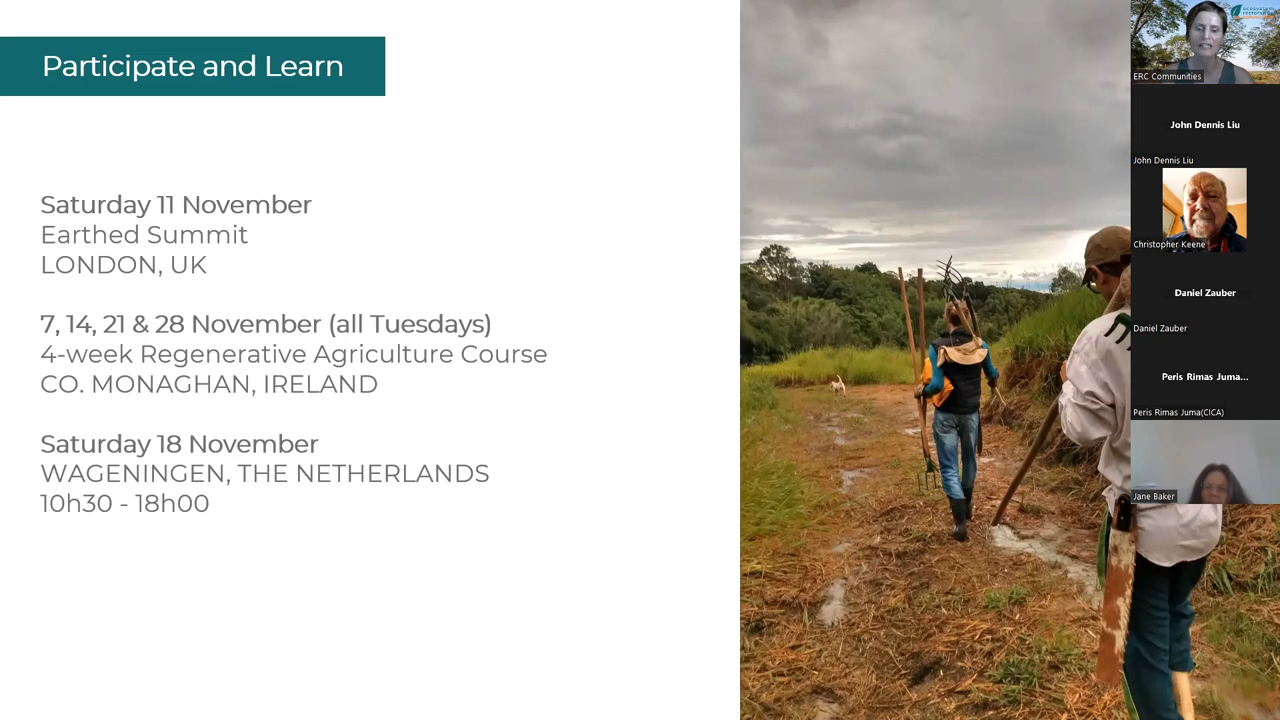 Participate and Learn
Saturday 11 November
Earthed Summit
LONDON, UK
7, 14, 21 & 28 November (all Tuesdays)
4-week Regenerative Agriculture Course
CO. MONAGHAN, IRELAND
Saturday 18 November
WAGENINGEN, THE NETHERLANDS
10h30 - 18h00
ERC Communities
John Dennis Liu
John Dennis Liu
Christopher Keene
Daniel Zauber
Daniel Zauber
Peris Rimas Juma...
Peris Rimas Juma(CICA)
Jane Baker